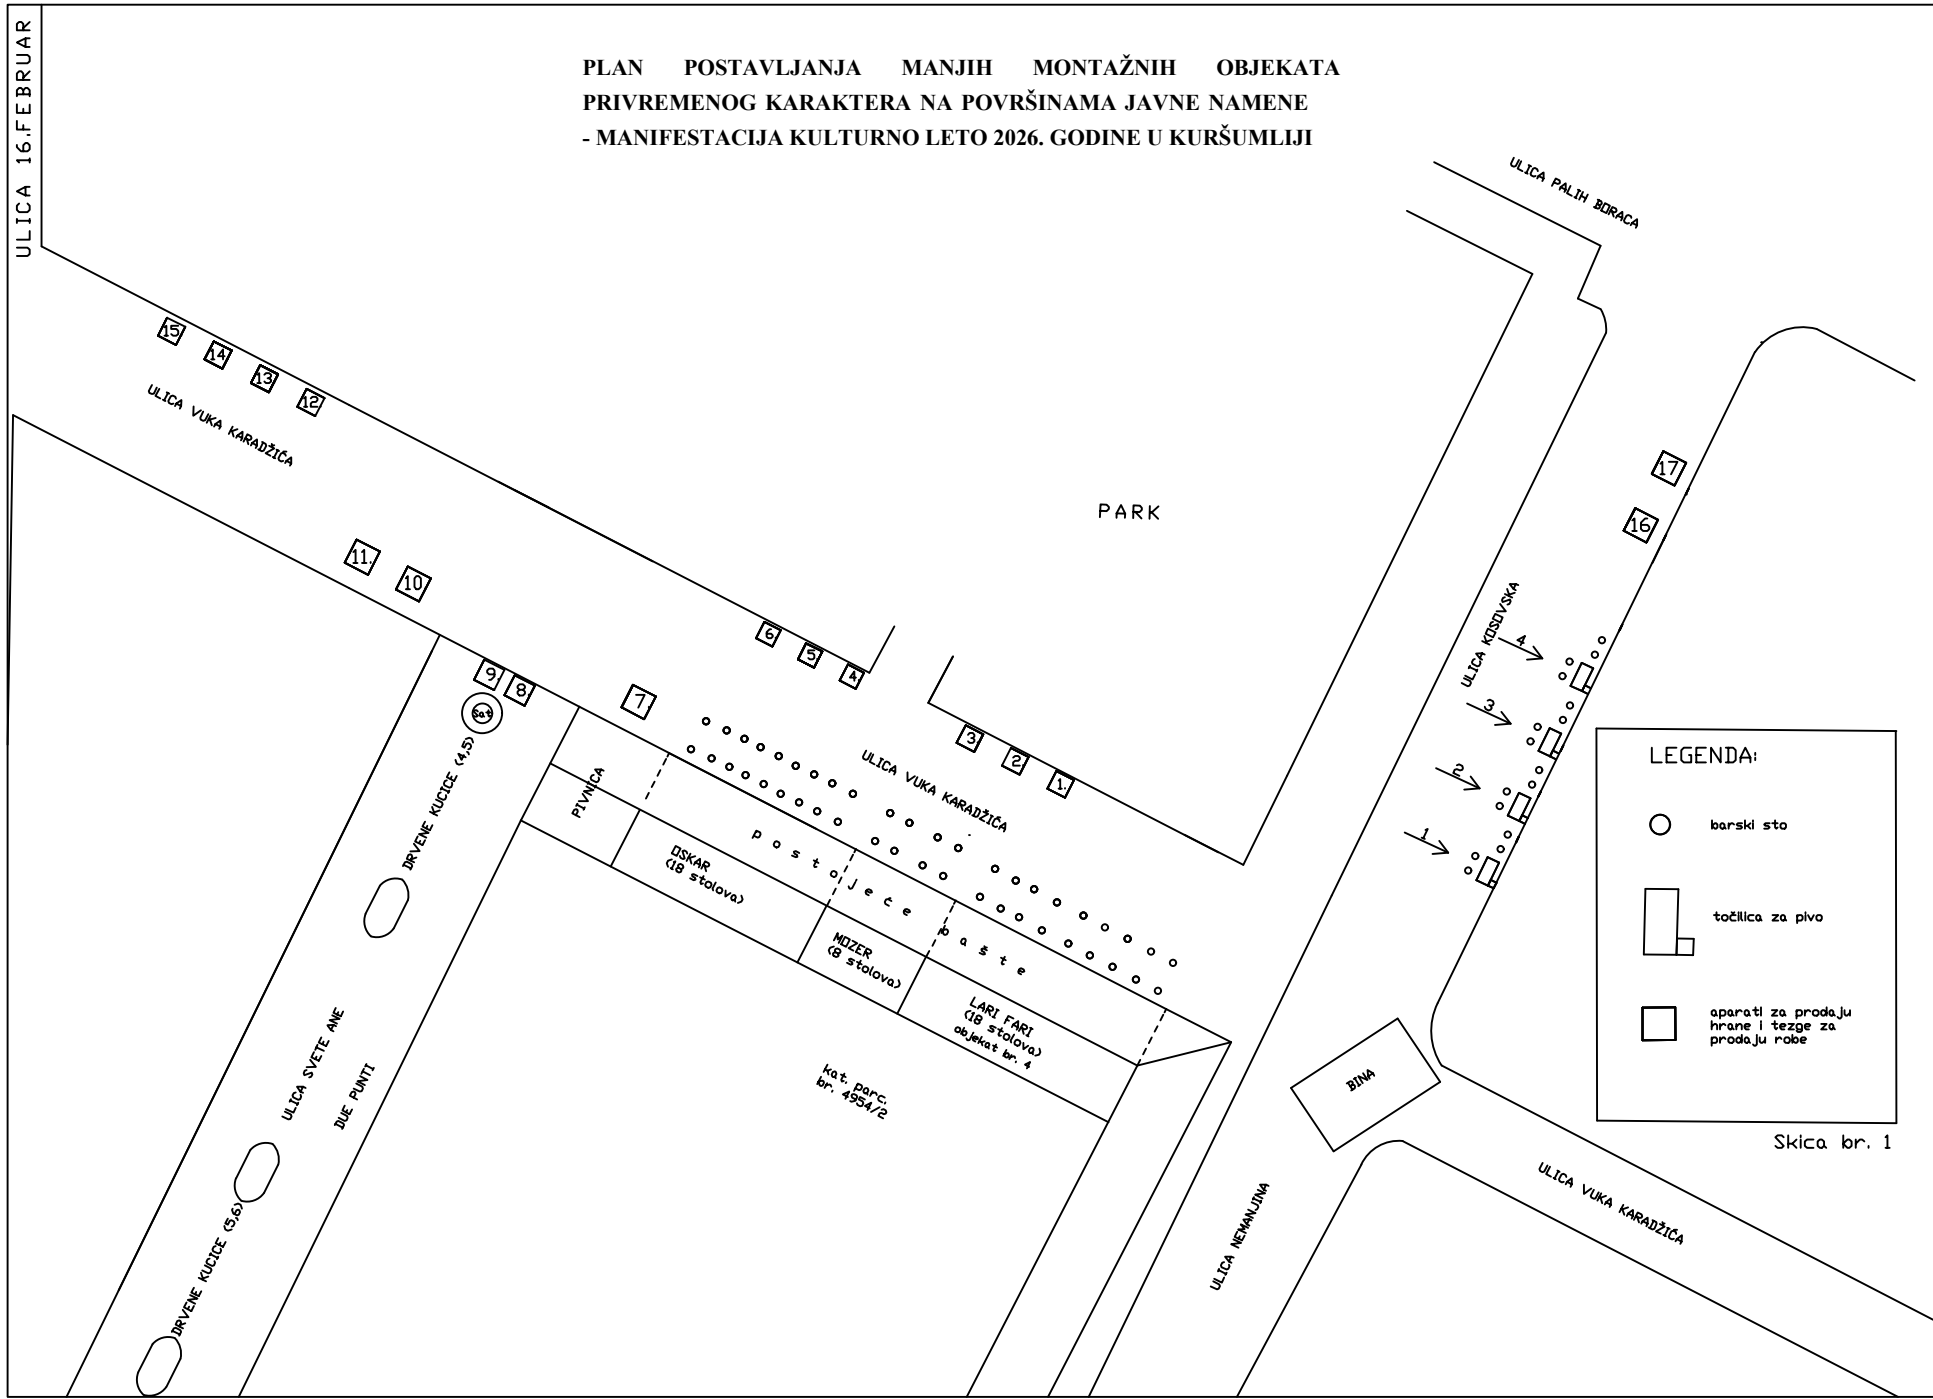 PLAN POSTAVLJANJA MANJIH MONTAŽNIH OBJEKATA
PRIVREMENOG KARAKTERA NA POVRŠINAMA JAVNE NAMENE
- MANIFESTACIJA KULTURNO LETO 2026. GODINE U KURŠUMLIJI
ULICA 16.FEBRUAR
ULICA PALIH BORACA
15
14
13
12
ULICA VUKA KARADŽIĆA
PARK
17
16
11.
10
9.
8.
Sat
7.
6
5
4.
3
2
1.
ULICA VUKA KARADŽIĆA
ULICA KOSOVSKA
4
3
2
1
DRVENE KUCICE (4,5)
PIVNICA
OSKAR
(18 stolova)
postojeće bašte
MOZER
(8 stolova)
LARI FARI
(18 stolova)
objekat br. 4
kat. parc.
br. 4954/2
ULICA SVETE ANE
DUE PUNTI
DRVENE KUCICE (5,6)
BINA
ULICA NEMANJINA
ULICA VUKA KARADŽIĆA
LEGENDA:
barski sto
točilica za pivo
aparati za prodaju
hrane i tezge za
prodaju robe
Skica br. 1